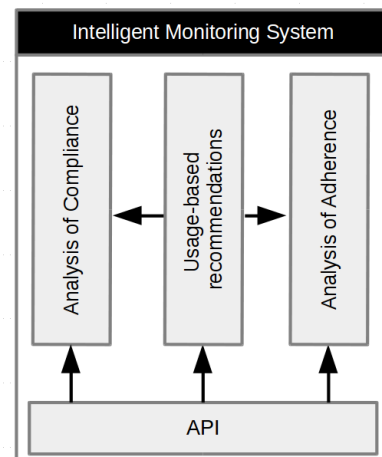 Intelligent Monitoring System
Analysis of Compliance
Usage-based
recommendations
Analysis of Adherence
API